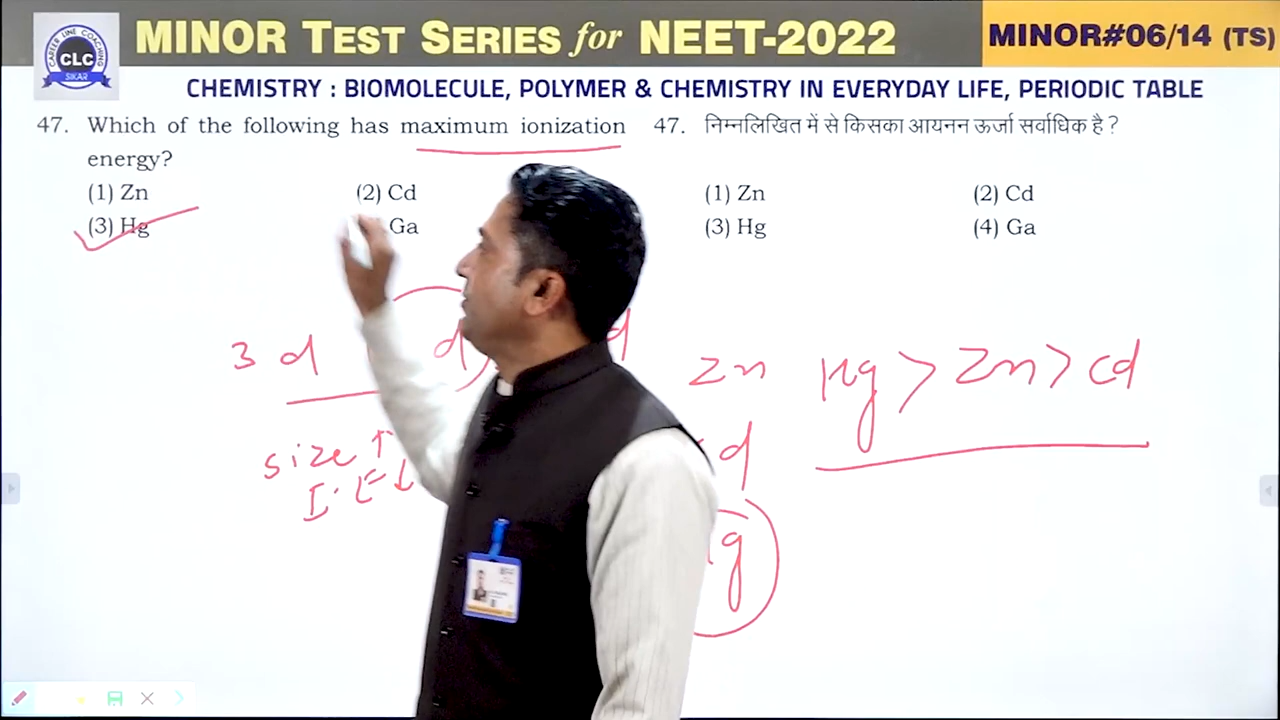 CAREER LINE COACHING
CLC
SIKAR
MINOR TEST SERIES for NEET-2022
MINOR#06/14 (TS)
CHEMISTRY : BIOMOLECULE, POLYMER & CHEMISTRY IN EVERYDAY LIFE, PERIODIC TABLE
47. Which of the following has maximum ionization
energy?
(1) Zn (2) Cd
(3) Hg Ga
47. निम्नलिखित में से किसका आयनन ऊर्जा सर्वाधिक है ?
(1) Zn (2) Cd
(3) Hg (4) Ga
3d d d
size ↑
I.E ↓
Zn
d
g
Hg > Zn > Cd